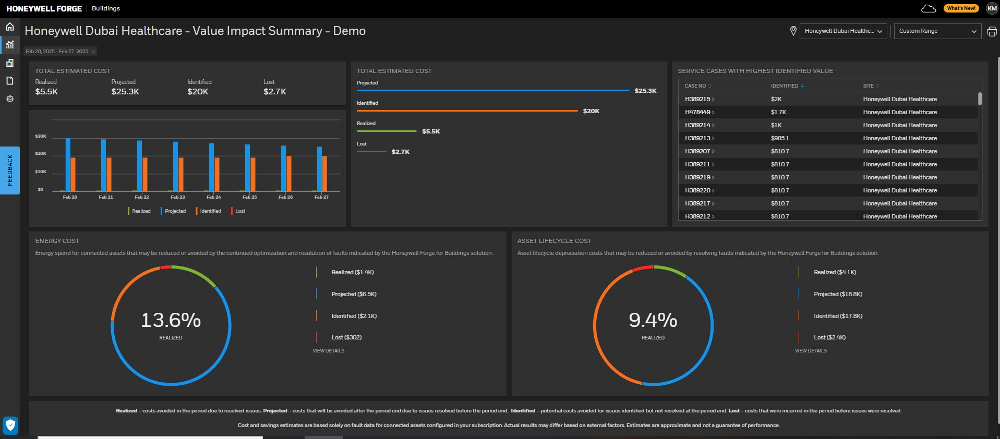 HONEYWELL FORGE Buildings
What's New!
KM
Honeywell Dubai Healthcare - Value Impact Summary - Demo
Honeywell Dubai Healthc...
Custom Range
Feb 20, 2025 - Feb 27, 2025
FEEDBACK
TOTAL ESTIMATED COST
Realized Projected Identified Lost
$5.5K $25.3K $20K $2.7K
$30K
$20K
$10K
$0
Feb 20 Feb 21 Feb 22 Feb 23 Feb 24 Feb 25 Feb 26 Feb 27
Realized Projected Identified Lost
TOTAL ESTIMATED COST
Projected
$25.3K
Identified
$20K
Realized
$5.5K
Lost
$2.7K
SERVICE CASES WITH HIGHEST IDENTIFIED VALUE
CASE NO IDENTIFIED SITE
H389215 $2K Honeywell Dubai Healthcare
H478449 $1.7K Honeywell Dubai Healthcare
H389214 $1K Honeywell Dubai Healthcare
H389213 $985.1 Honeywell Dubai Healthcare
H389207 $810.7 Honeywell Dubai Healthcare
H389211 $810.7 Honeywell Dubai Healthcare
H389219 $810.7 Honeywell Dubai Healthcare
H389220 $810.7 Honeywell Dubai Healthcare
H389217 $810.7 Honeywell Dubai Healthcare
H389212 $810.7 Honeywell Dubai Healthcare
ENERGY COST
Energy spend for connected assets that may be reduced or avoided by the continued optimization and resolution of faults indicated by the Honeywell Forge for Buildings solution.
13.6%
REALIZED
Realized ($1.4K)
Projected ($6.5K)
Identified ($2.1K)
Lost ($302)
VIEW DETAILS
ASSET LIFECYCLE COST
Asset lifecycle depreciation costs that may be reduced or avoided by resolving faults indicated by the Honeywell Forge for Buildings solution.
9.4%
REALIZED
Realized ($4.1K)
Projected ($18.8K)
Identified ($17.8K)
Lost ($2.4K)
VIEW DETAILS
Realized – costs avoided in the period due to resolved issues. Projected – costs that will be avoided after the period end due to issues resolved before the period end. Identified – potential costs avoided for issues identified but not resolved at the period end. Lost – costs that were incurred in the period before issues were resolved.
Cost and savings estimates are based solely on fault data for connected assets configured in your subscription. Actual results may differ based on external factors. Estimates are approximate and not a guarantee of performance.